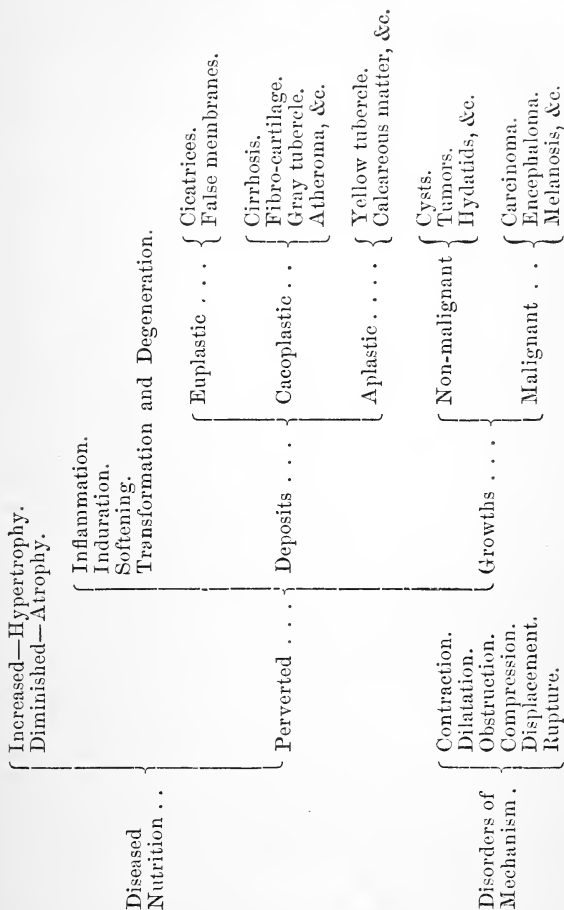 Diseased
Nutrition . .
Increased—Hypertrophy.
Diminished—Atrophy.
Perverted . . .
Inflammation.
Induration.
Softening.
Transformation and Degeneration.
Deposits . . .
Euplastic . . .
Cicatrices.
False membranes.
Cacoplastic . .
Cirrhosis.
Fibro-cartilage.
Gray tubercle.
Atheroma, &c.
Aplastic . . . .
Yellow tubercle.
Calcareous matter, &c.
Growths . . .
Non-malignant
Cysts.
Tumors.
Hydatids, &c.
Malignant . .
Carcinoma.
Encephaloma.
Melanosis, &c.
Disorders of
Mechanism .
Contraction.
Dilatation.
Obstruction.
Compression.
Displacement.
Rupture.